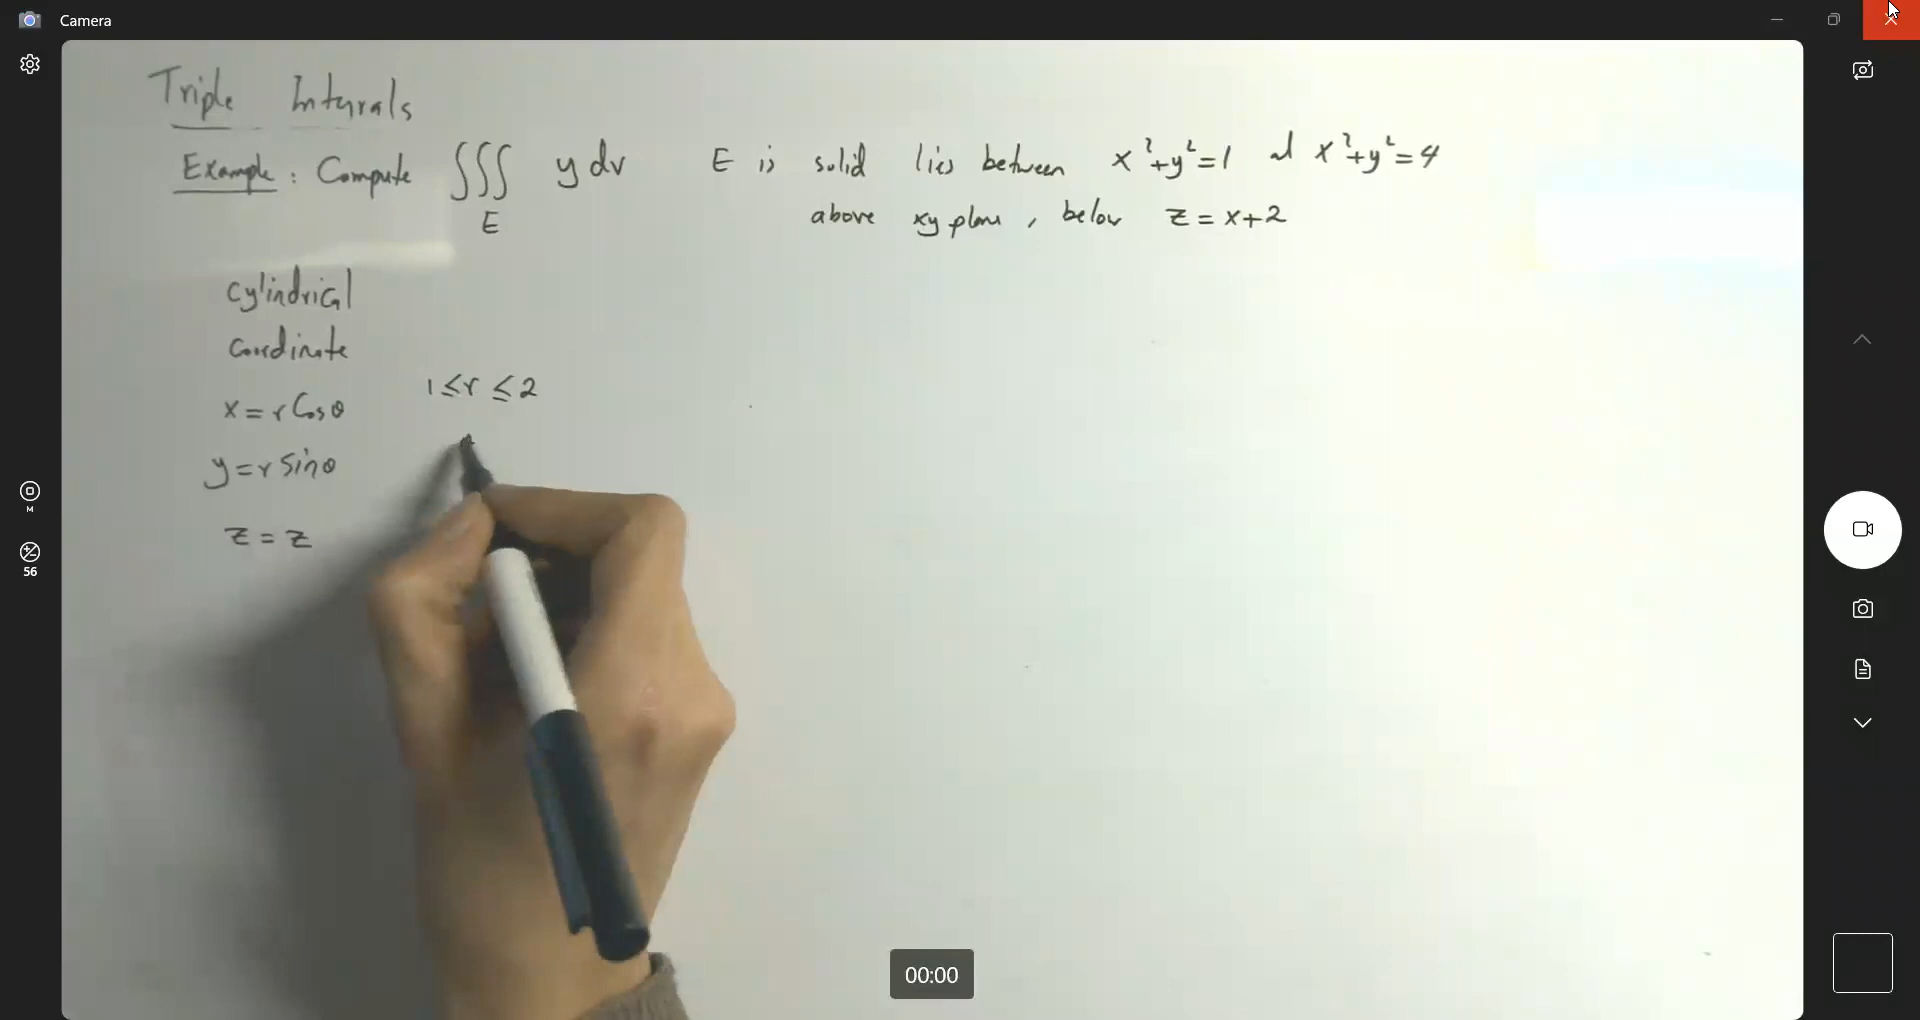 Camera
Triple Integrals
Example: Compute ∭ y dv E is solid lies between x²+y²=1 and x²+y²=4
E
above xy plane, below z = x+2
cylindrical
coordinate
1 ≤ r ≤ 2
x = r Cos θ
y = r sin θ
z = z
M
56
00:00